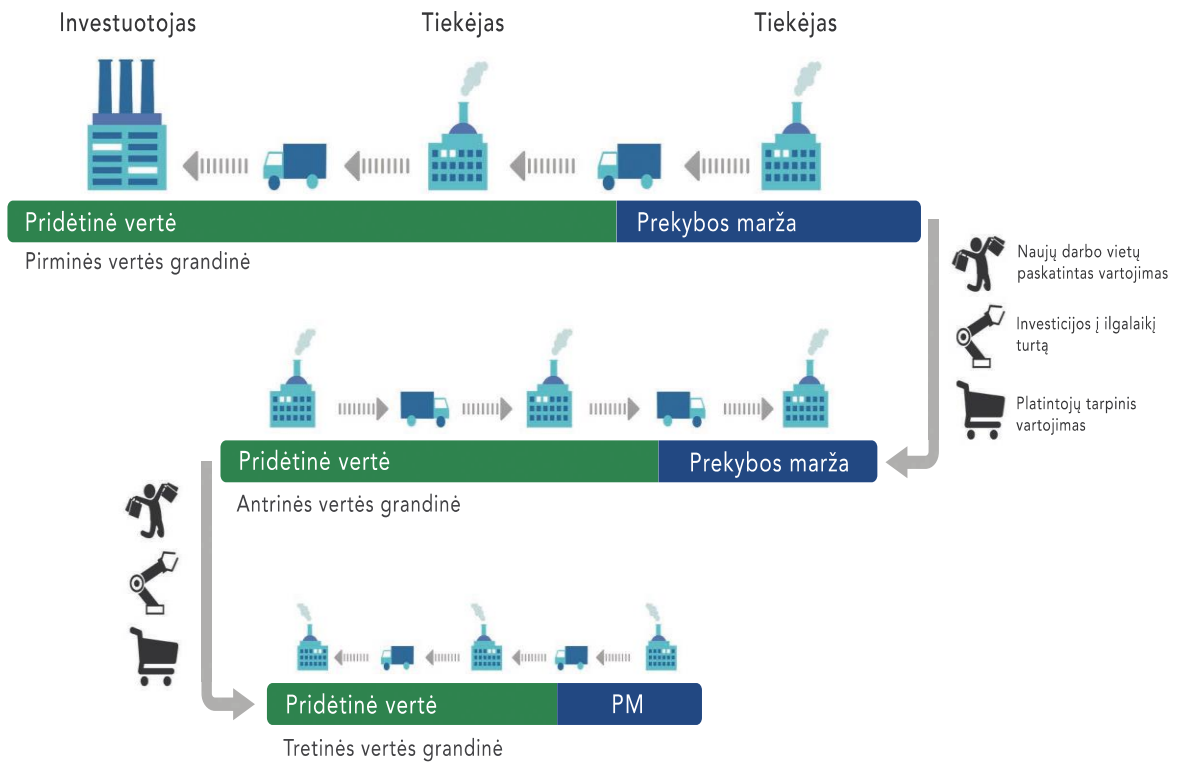 Investuotojas
Tiekėjas
Tiekėjas
Pridėtinė vertė
Prekybos marža
Pirminės vertės grandinė
Naujų darbo vietų
paskatintas vartojimas
Investicijos į ilgalaikį
turtą
Platintojų tarpinis
vartojimas
Pridėtinė vertė
Prekybos marža
Antrinės vertės grandinė
Pridėtinė vertė
PM
Tretinės vertės grandinė